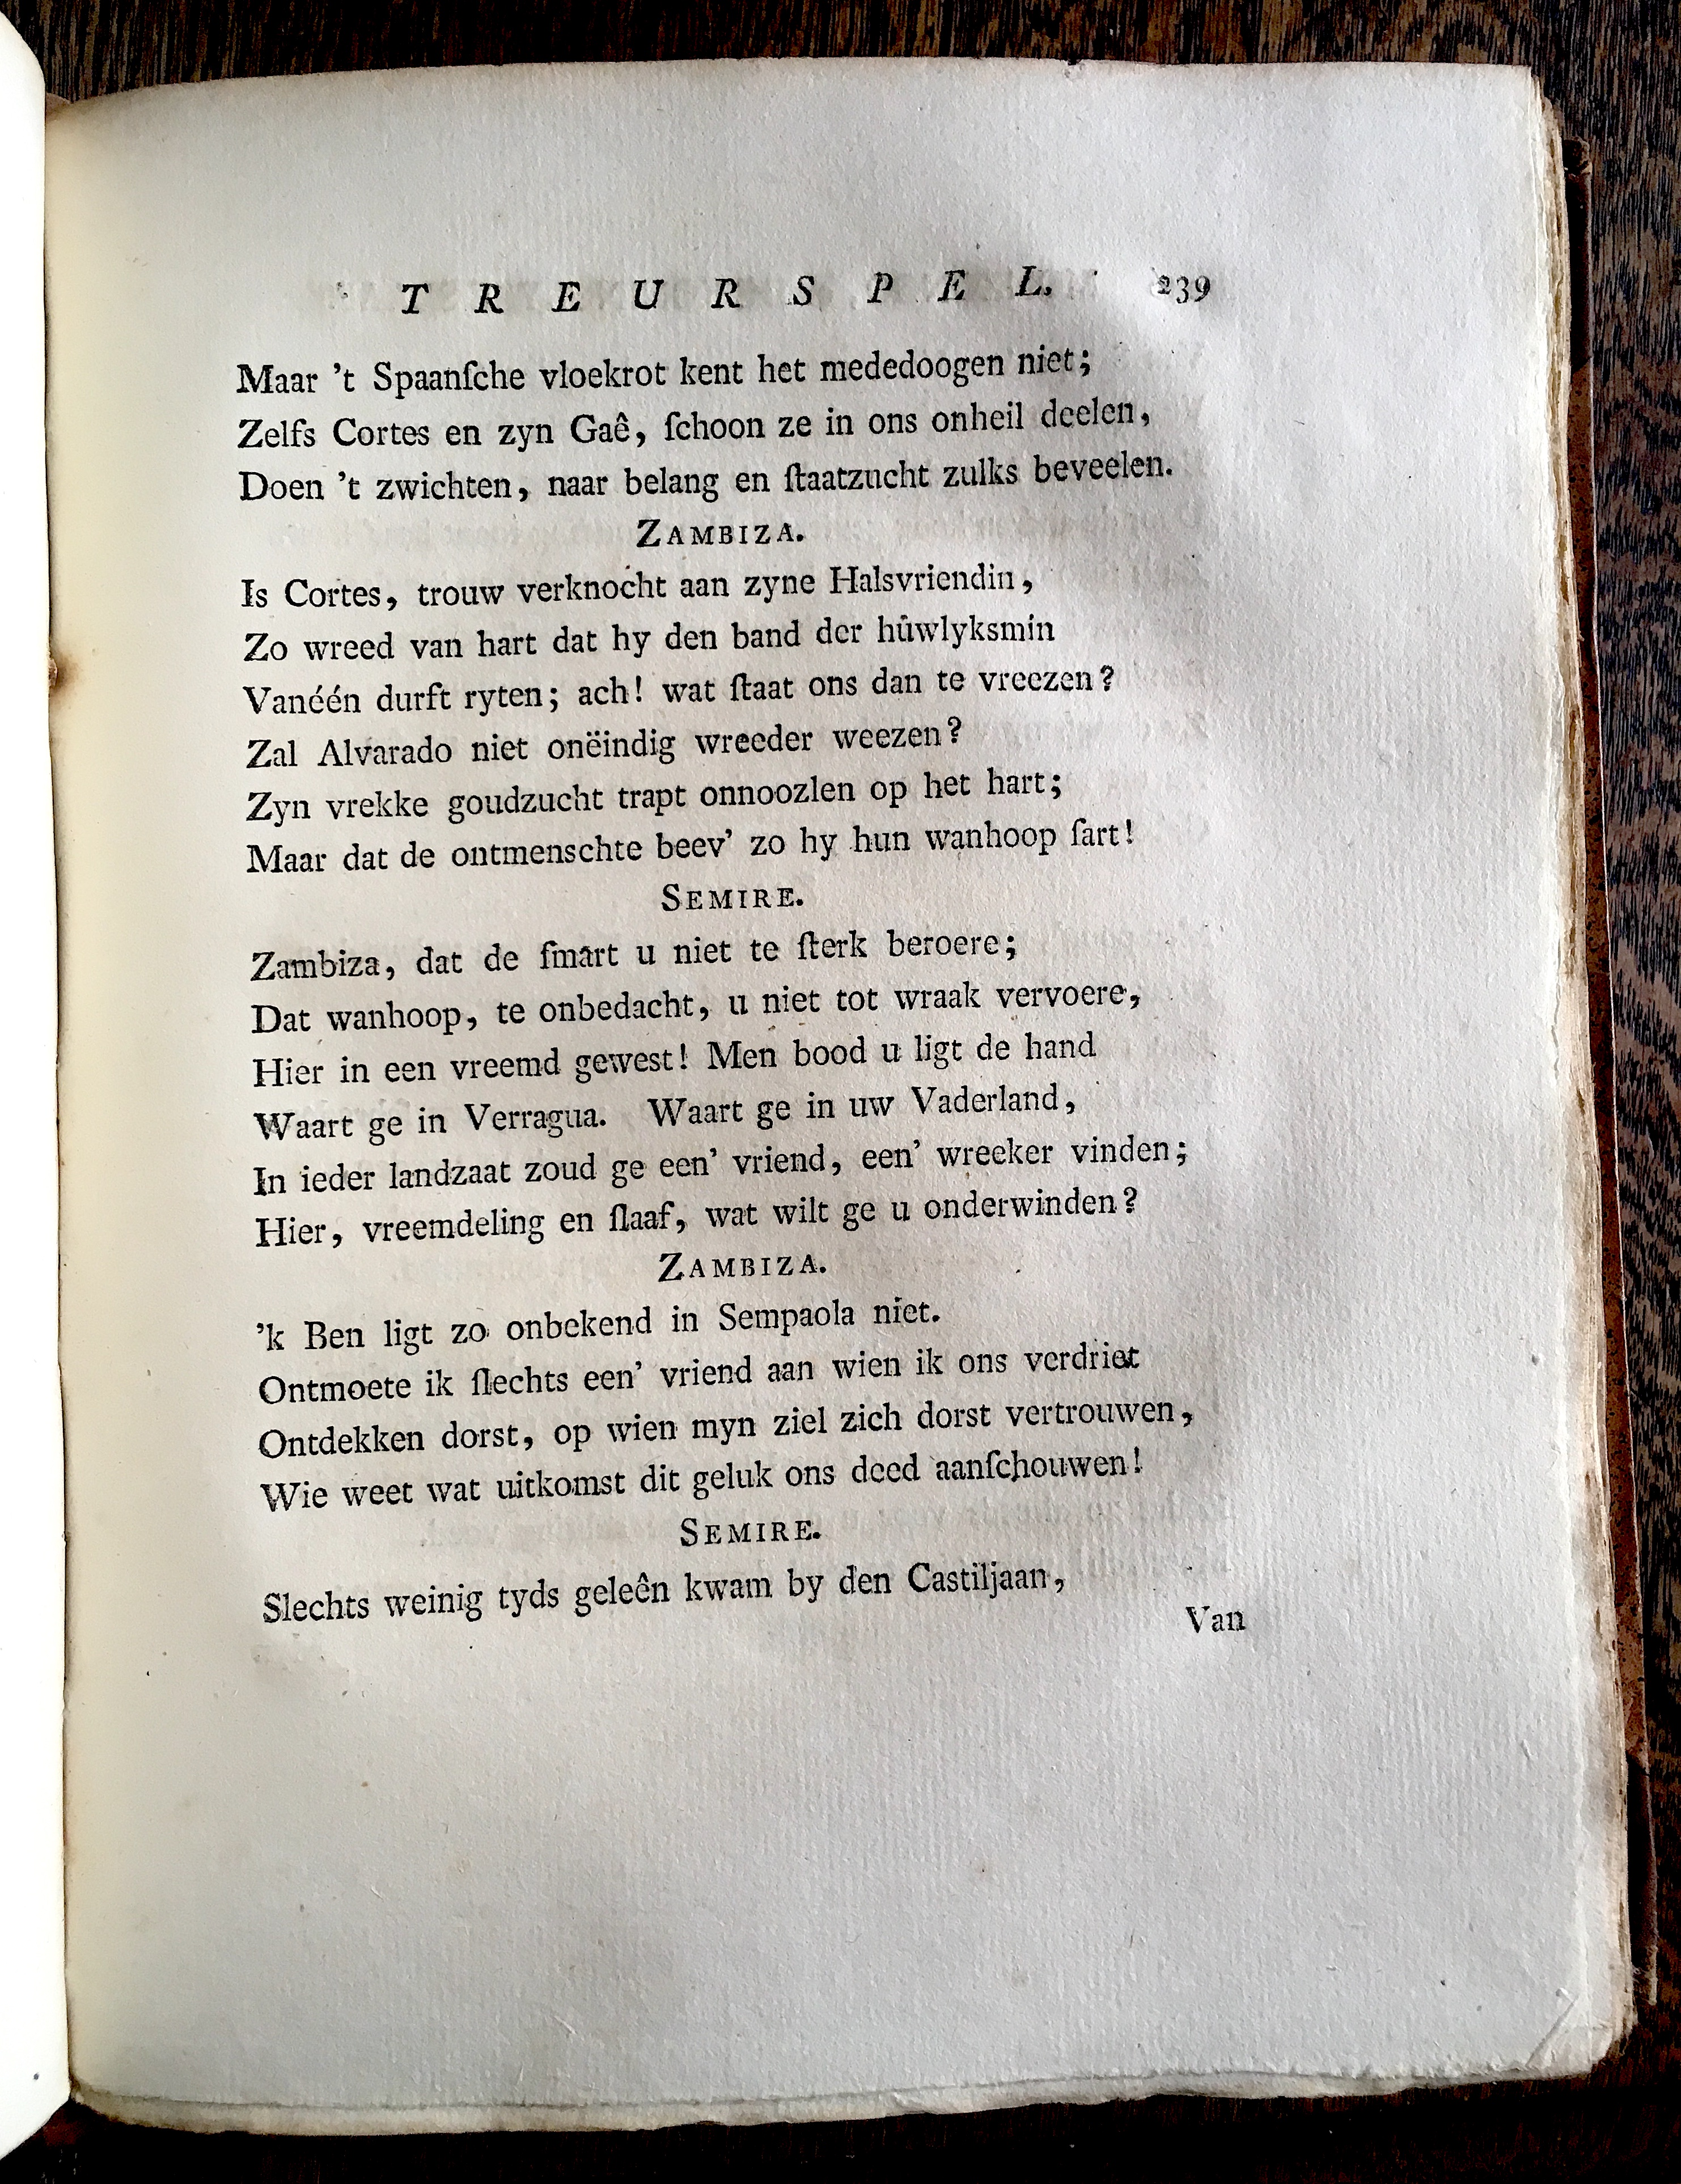 TREURSPEL. 239
Maar 't Spaanſche vloekrot kent het mededoogen niet;
Zelfs Cortes en zyn Gaê, ſchoon ze in ons onheil deelen,
Doen 't zwichten, naar belang en ſtaatzucht zulks beveelen.
ZAMBIZA.
Is Cortes, trouw verknocht aan zyne Halsvriendin,
Zo wreed van hart dat hy den band der hûwlyksmin
Vanéén durft ryten; ach! wat ſtaat ons dan te vreezen?
Zal Alvarado niet onëindig wreeder weezen?
Zyn vrekke goudzucht trapt onnoozlen op het hart;
Maar dat de ontmenschte beev' zo hy hun wanhoop ſart!
SEMIRE.
Zambiza, dat de ſmart u niet te ſterk beroere;
Dat wanhoop, te onbedacht, u niet tot wraak vervoere,
Hier in een vreemd gewest! Men bood u ligt de hand
Waart ge in Verragua. Waart ge in uw Vaderland,
In ieder landzaat zoud ge een' vriend, een' wreeker vinden;
Hier, vreemdeling en ſlaaf, wat wilt ge u onderwinden?
ZAMBIZA.
'k Ben ligt zo onbekend in Sempaola niet.
Ontmoete ik ſlechts een' vriend aan wien ik ons verdriet
Ontdekken dorst, op wien myn ziel zich dorst vertrouwen,
Wie weet wat uitkomst dit geluk ons deed aanſchouwen!
SEMIRE.
Slechts weinig tyds geleên kwam by den Castiljaan,
Van